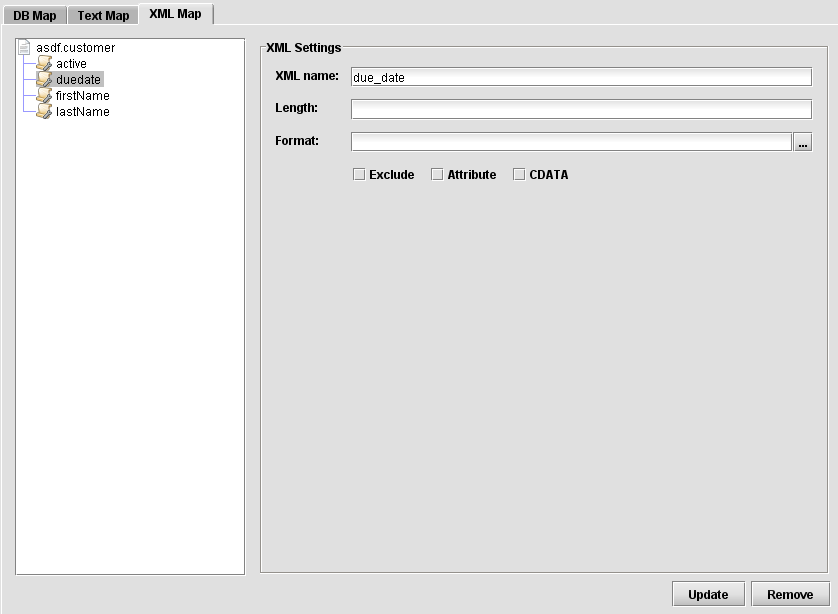 DB Map Text Map XML Map
asdf.customer
active
duedate
firstName
lastName
XML Settings
XML name: due_date
Length:
Format: ...
Exclude Attribute CDATA
Update Remove